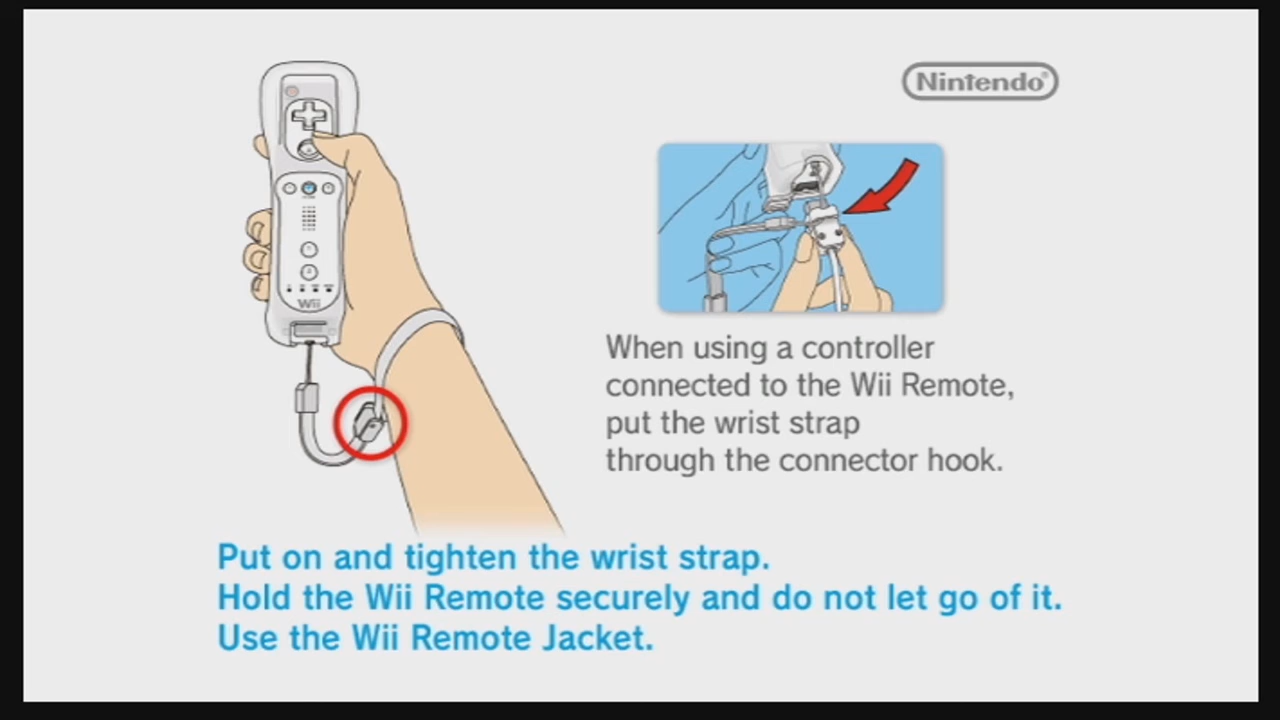 Nintendo®
Wii
When using a controller
connected to the Wii Remote,
put the wrist strap
through the connector hook.
Put on and tighten the wrist strap.
Hold the Wii Remote securely and do not let go of it.
Use the Wii Remote Jacket.